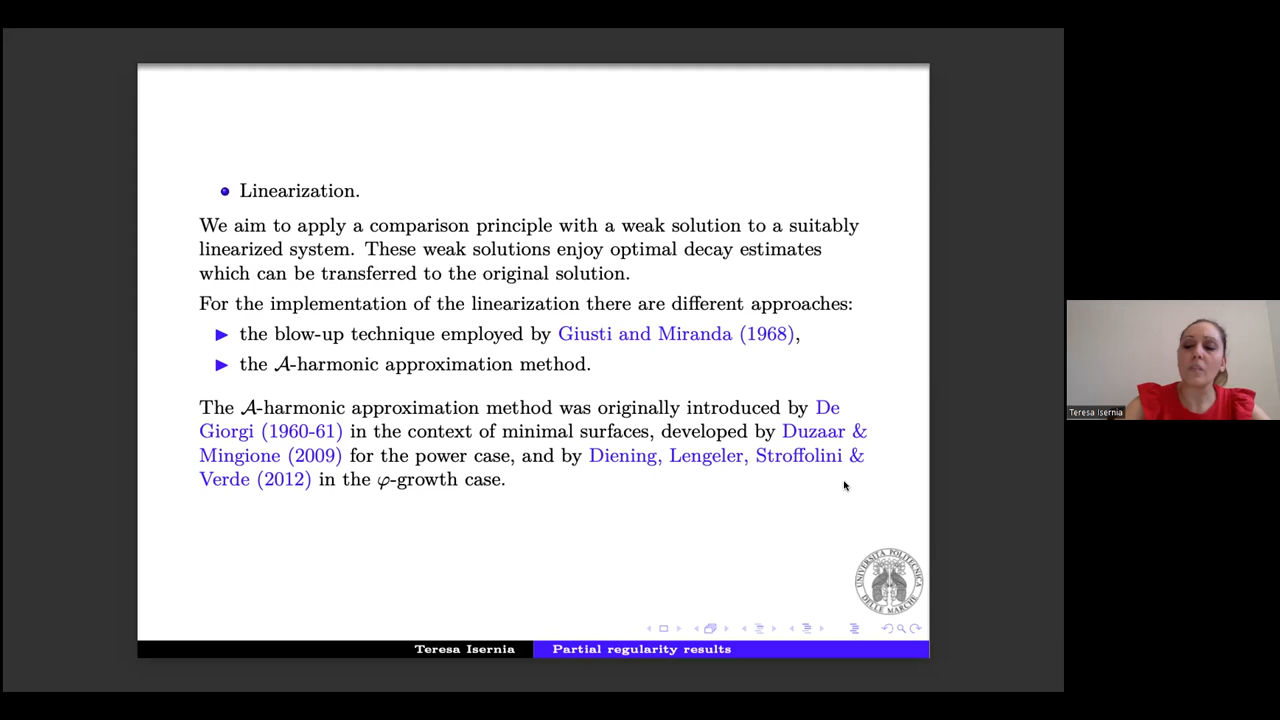 Linearization.
We aim to apply a comparison principle with a weak solution to a suitably
linearized system. These weak solutions enjoy optimal decay estimates
which can be transferred to the original solution.
For the implementation of the linearization there are different approaches:
the blow-up technique employed by Giusti and Miranda (1968),
the 𝒜-harmonic approximation method.
The 𝒜-harmonic approximation method was originally introduced by De
Giorgi (1960-61) in the context of minimal surfaces, developed by Duzaar &
Mingione (2009) for the power case, and by Diening, Lengeler, Stroffolini &
Verde (2012) in the φ-growth case.
UNIVERSITÀ POLITECNICA
DELLE MARCHE
Teresa Isernia Partial regularity results
Teresa Isernia